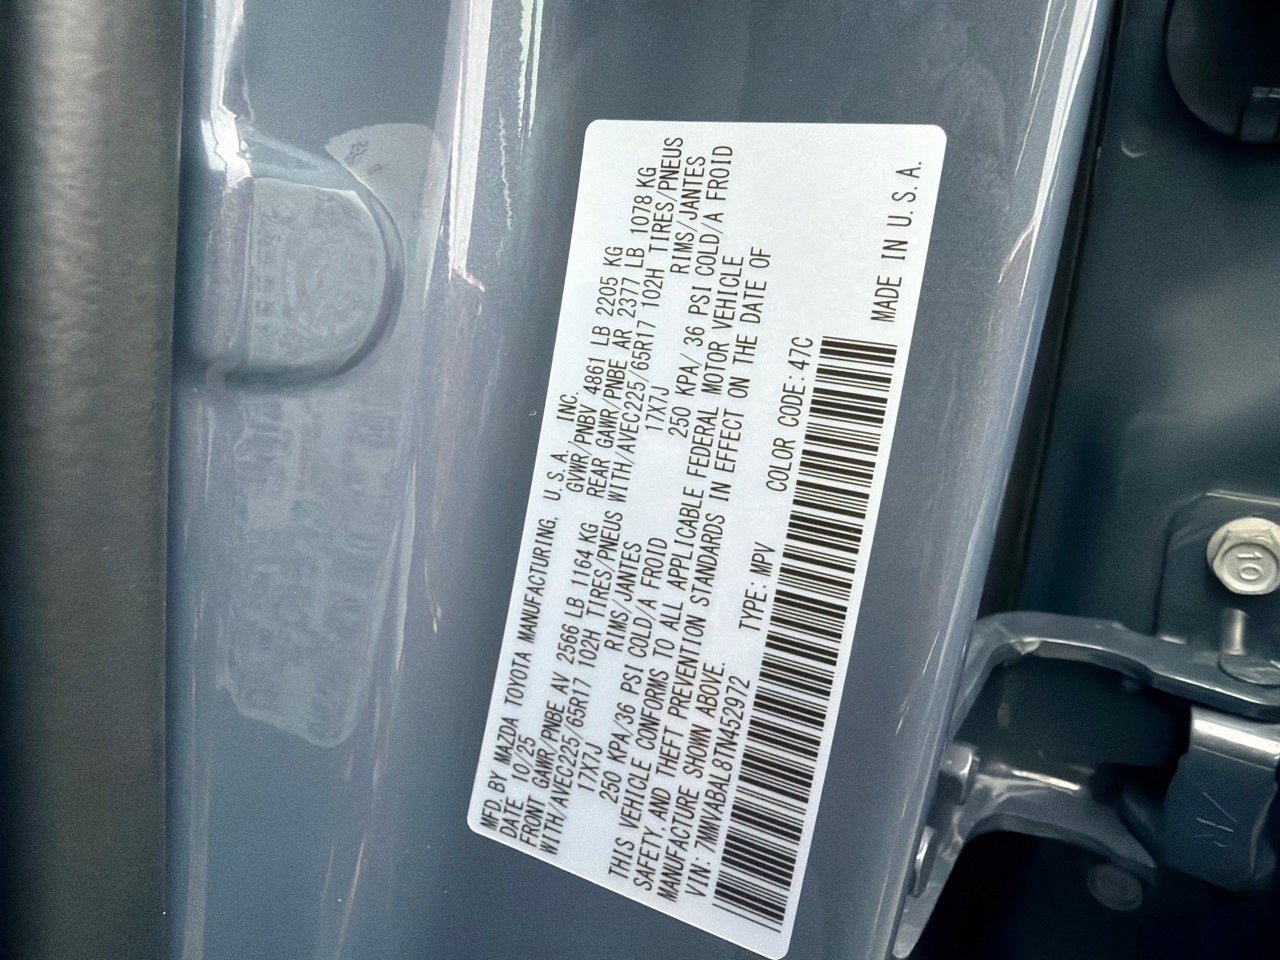 MFD. BY MAZDA TOYOTA MANUFACTURING, U.S.A. INC.
DATE 10/25 GVWR/PNBV 4861 LB 2205 KG
FRONT GAWR/PNBE AV 2566 LB 1164 KG REAR GAWR/PNBE AR 2377 LB 1078 KG
WITH/AVEC225/65R17 102H TIRES/PNEUS WITH/AVEC225/65R17 102H TIRES/PNEUS
17X7J RIMS/JANTES 17X7J RIMS/JANTES
250 KPA/36 PSI COLD/A FROID 250 KPA/ 36 PSI COLD/A FROID
THIS VEHICLE CONFORMS TO ALL APPLICABLE FEDERAL MOTOR VEHICLE
SAFETY, AND THEFT PREVENTION STANDARDS IN EFFECT ON THE DATE OF
MANUFACTURE SHOWN ABOVE.
VIN: 7MMVABAL8TN452972 TYPE: MPV COLOR CODE: 47C
MADE IN U.S.A.
10